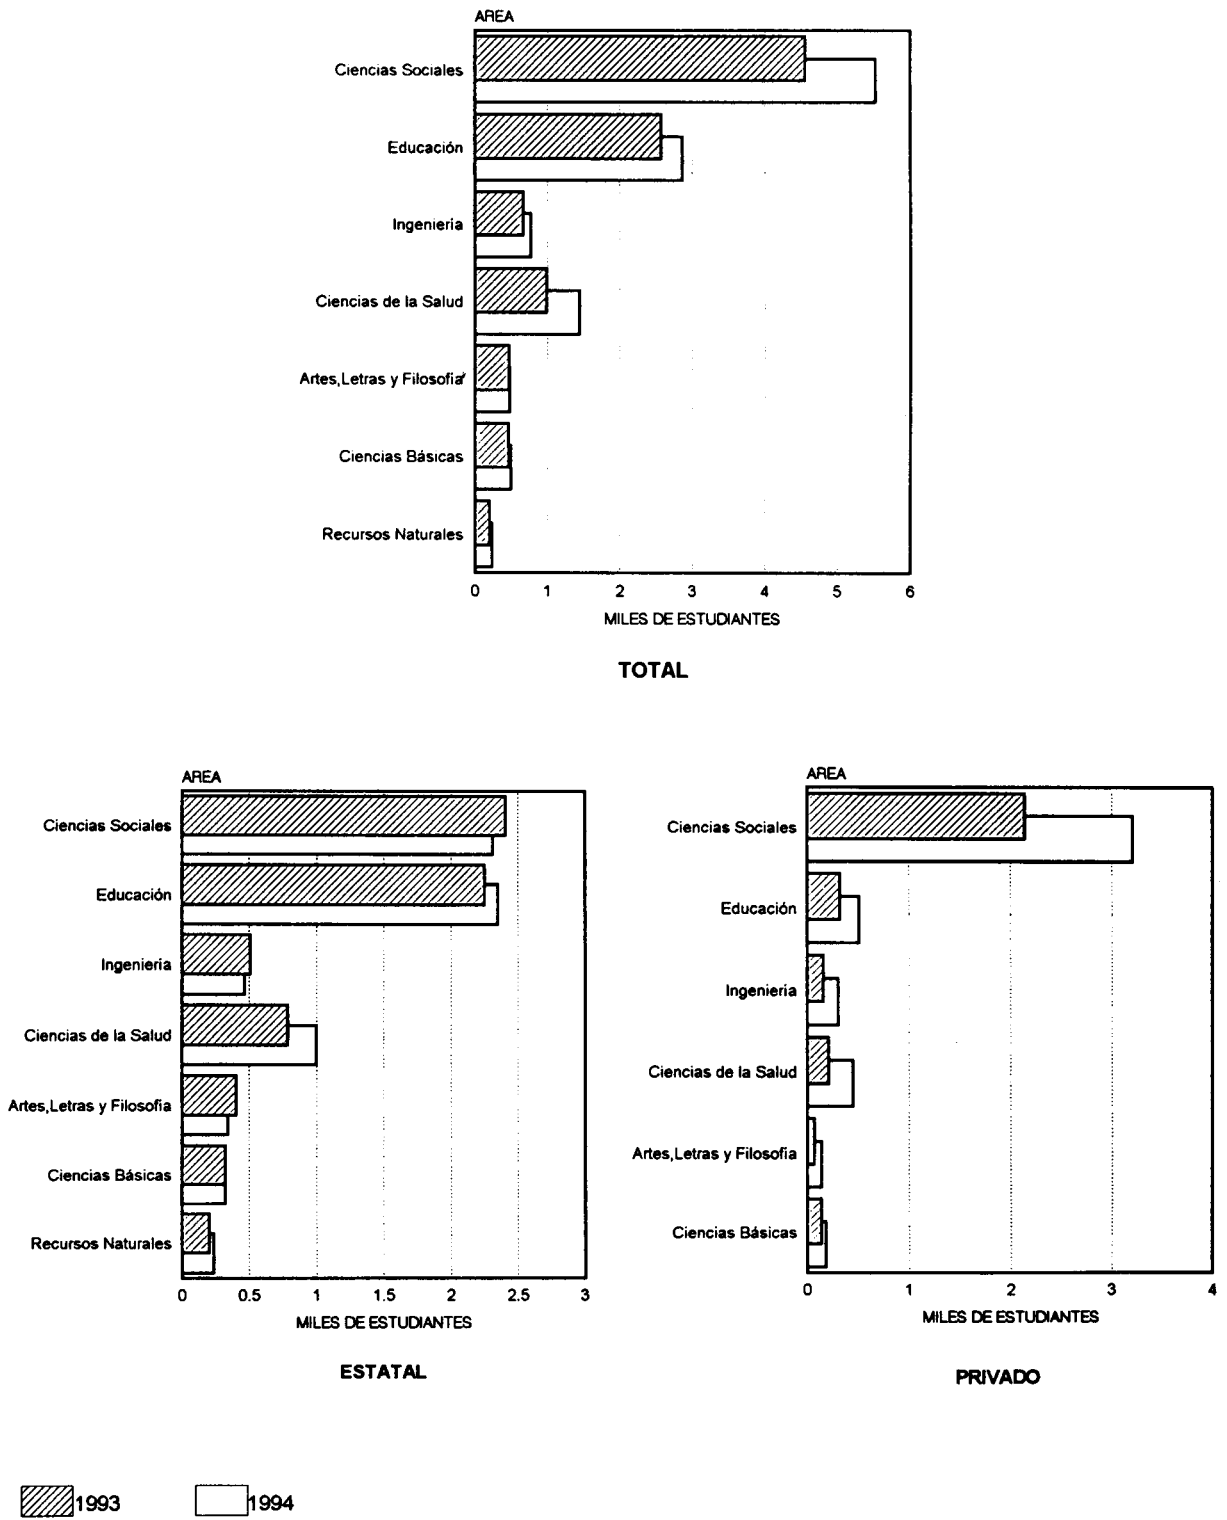 AREA
Ciencias Sociales
Educación
Ingeniería
Ciencias de la Salud
Artes,Letras y Filosofía
Ciencias Básicas
Recursos Naturales
0 1 2 3 4 5 6
MILES DE ESTUDIANTES
TOTAL
AREA
Ciencias Sociales
Educación
Ingeniería
Ciencias de la Salud
Artes,Letras y Filosofía
Ciencias Básicas
Recursos Naturales
0 0.5 1 1.5 2 2.5 3
MILES DE ESTUDIANTES
ESTATAL
AREA
Ciencias Sociales
Educación
Ingeniería
Ciencias de la Salud
Artes,Letras y Filosofía
Ciencias Básicas
0 1 2 3 4
MILES DE ESTUDIANTES
PRIVADO
1993 1994